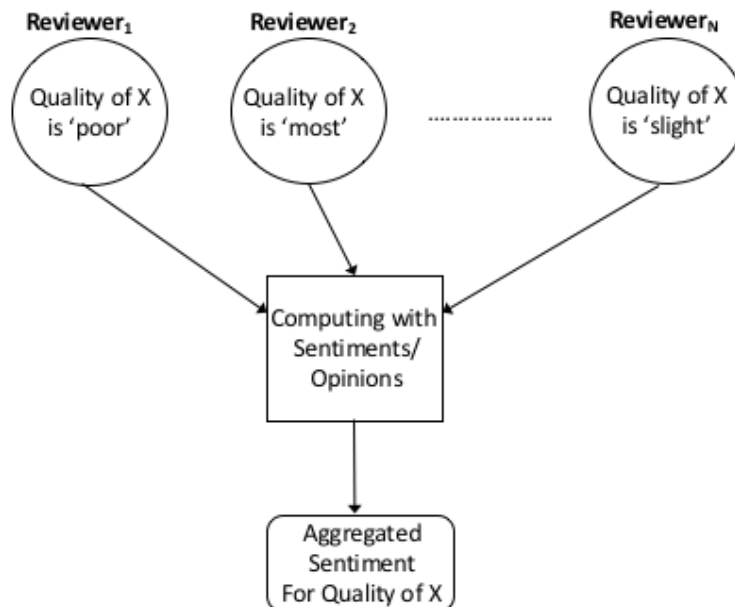 Reviewer₁
Reviewer₂
Reviewer_N
Quality of X
is ‘poor’
Quality of X
is ‘most’
.....................
Quality of X
is ‘slight’
Computing with
Sentiments/
Opinions
Aggregated
Sentiment
For Quality of X